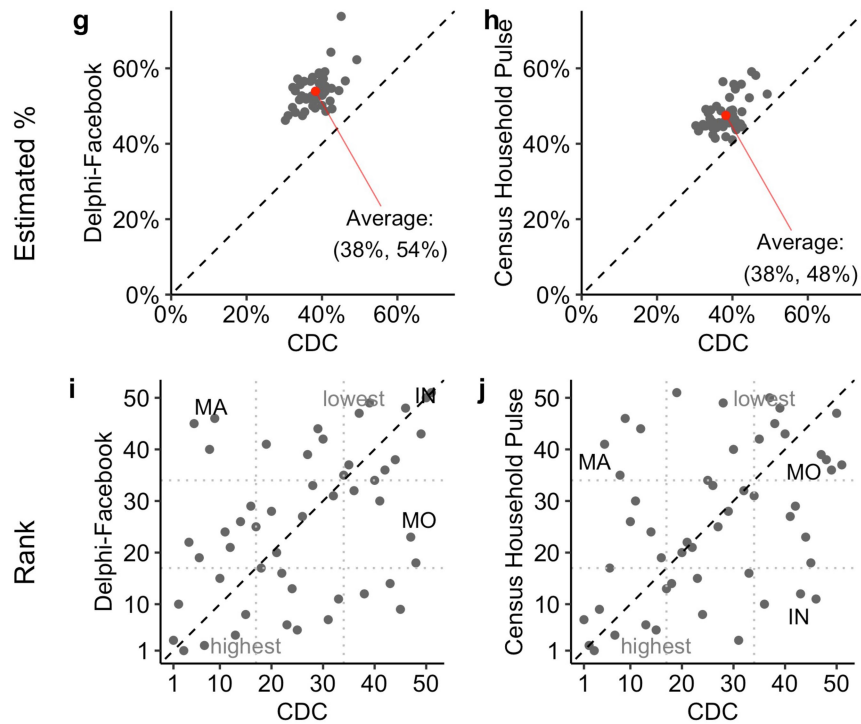 g
Estimated %
Delphi-Facebook
60%
40%
20%
0%
0%
20%
40%
60%
CDC
Average:
(38%, 54%)
h
Census Household Pulse
60%
40%
20%
0%
0%
20%
40%
60%
CDC
Average:
(38%, 48%)
i
Rank
Delphi-Facebook
50
40
30
20
10
1
1
10
20
30
40
50
CDC
MA
lowest
IN
MO
highest
j
Census Household Pulse
50
40
30
20
10
1
1
10
20
30
40
50
CDC
lowest
MA
MO
IN
highest